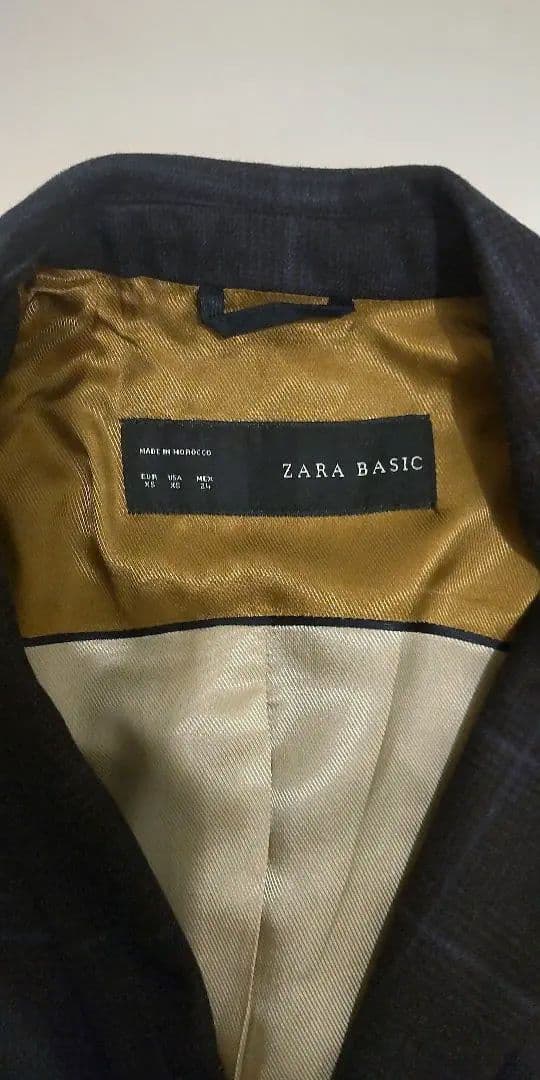 MADE IN MOROCCO
EUR USA MEX
XS XS 24
ZARA BASIC